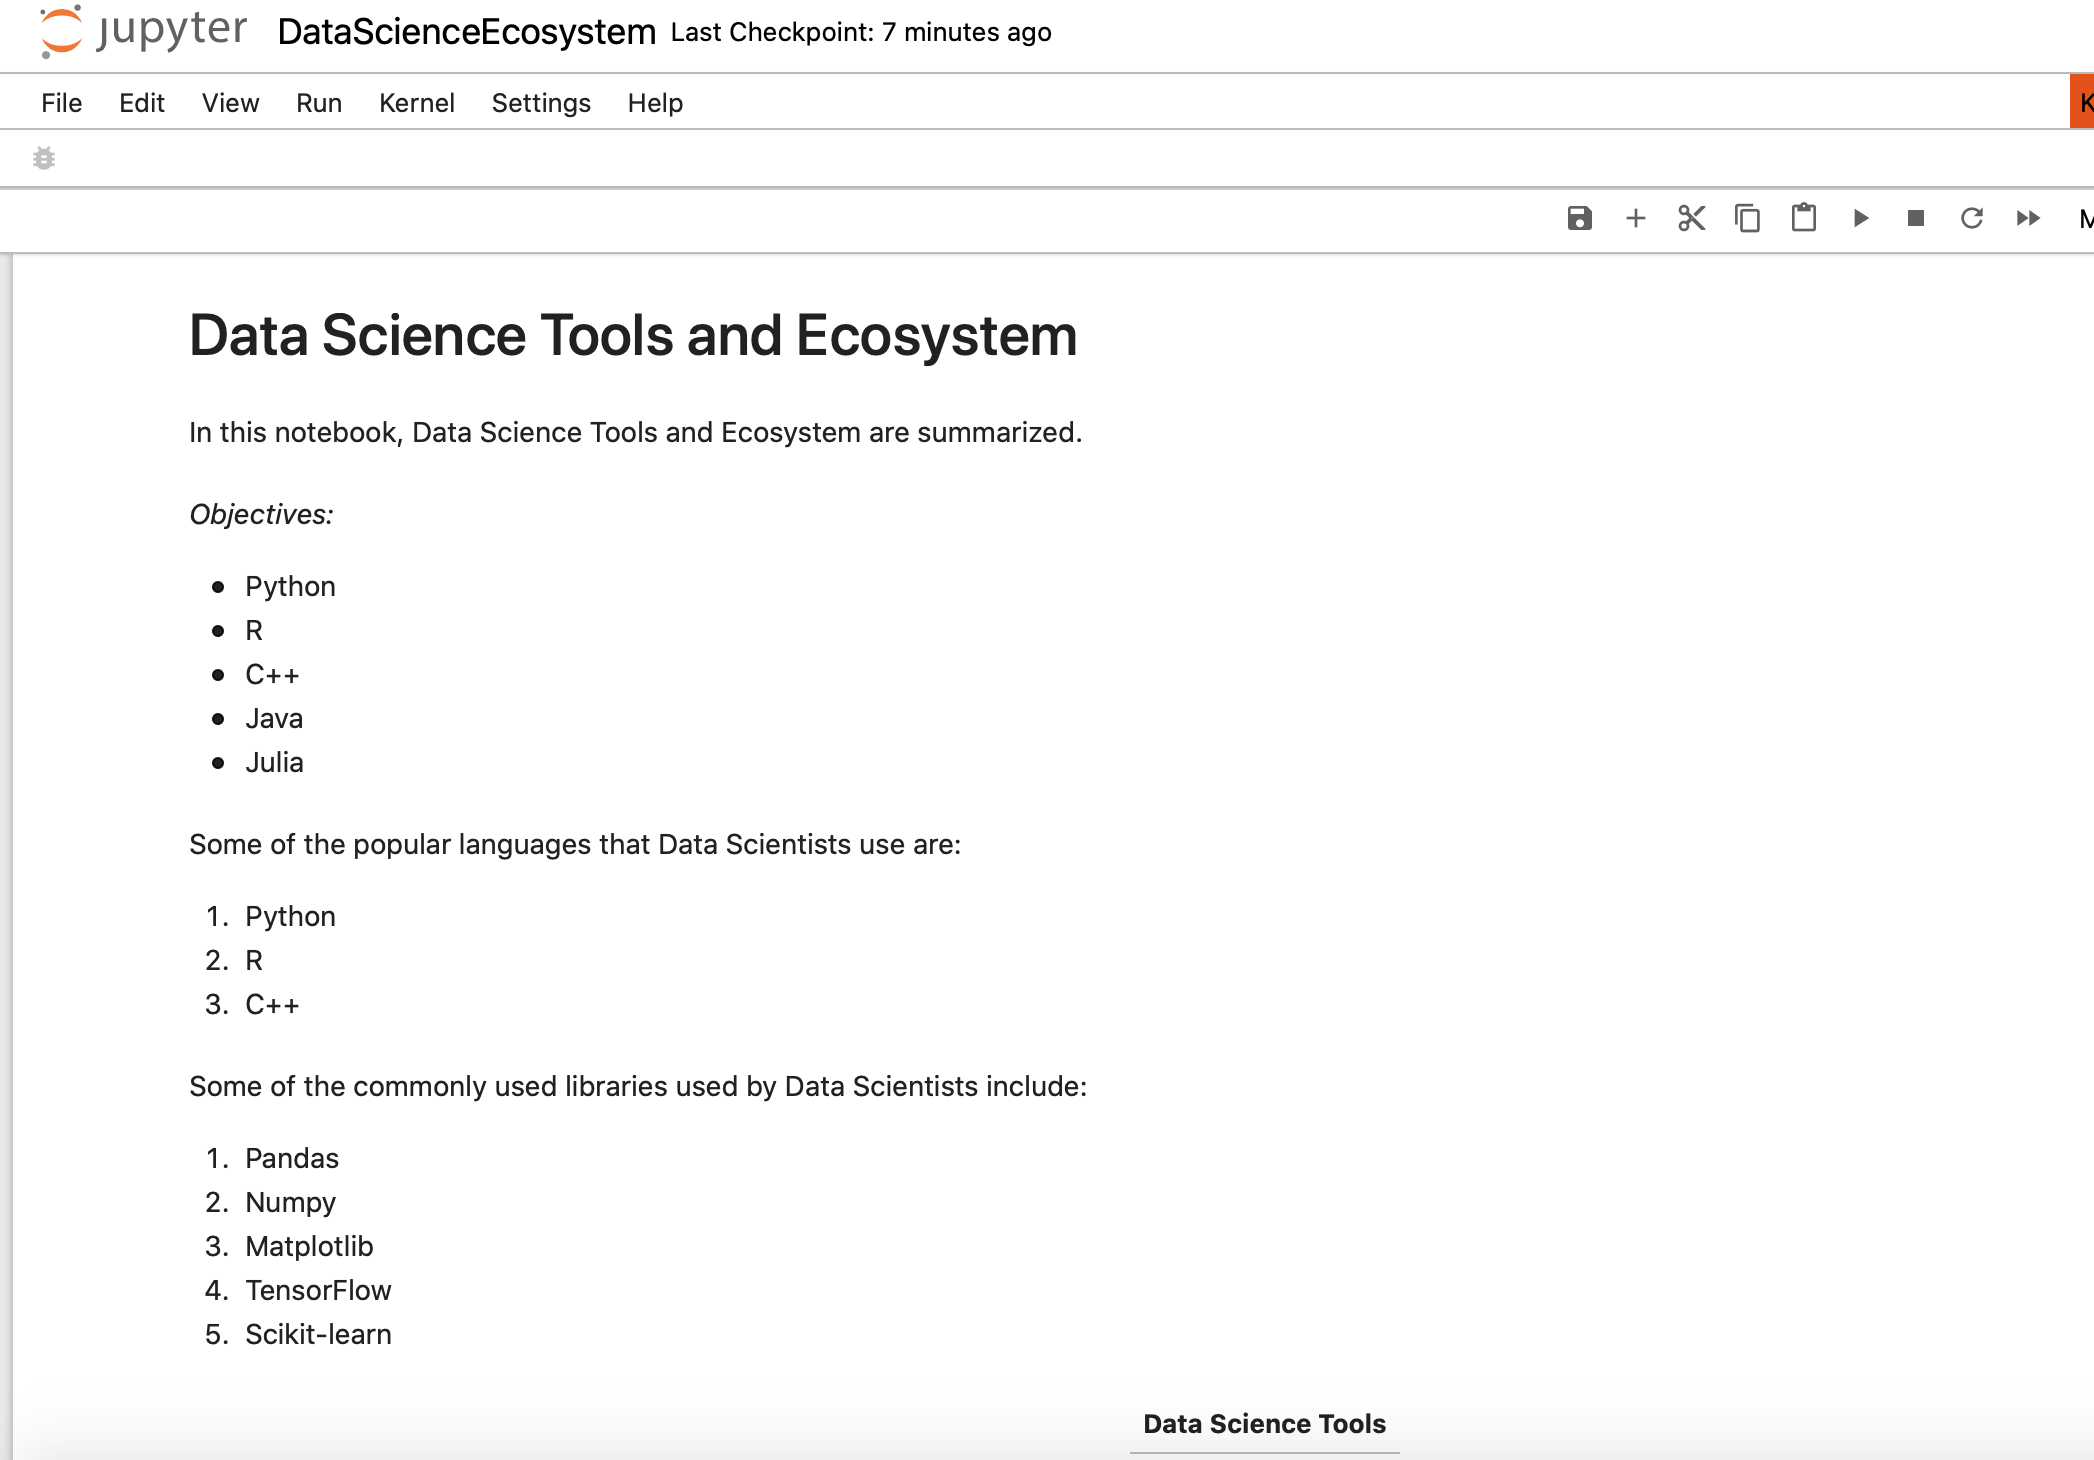 jupyter DataScienceEcosystem Last Checkpoint: 7 minutes ago
File Edit View Run Kernel Settings Help K
M
Data Science Tools and Ecosystem
In this notebook, Data Science Tools and Ecosystem are summarized.
Objectives:
• Python
• R
• C++
• Java
• Julia
Some of the popular languages that Data Scientists use are:
1. Python
2. R
3. C++
Some of the commonly used libraries used by Data Scientists include:
1. Pandas
2. Numpy
3. Matplotlib
4. TensorFlow
5. Scikit-learn
Data Science Tools